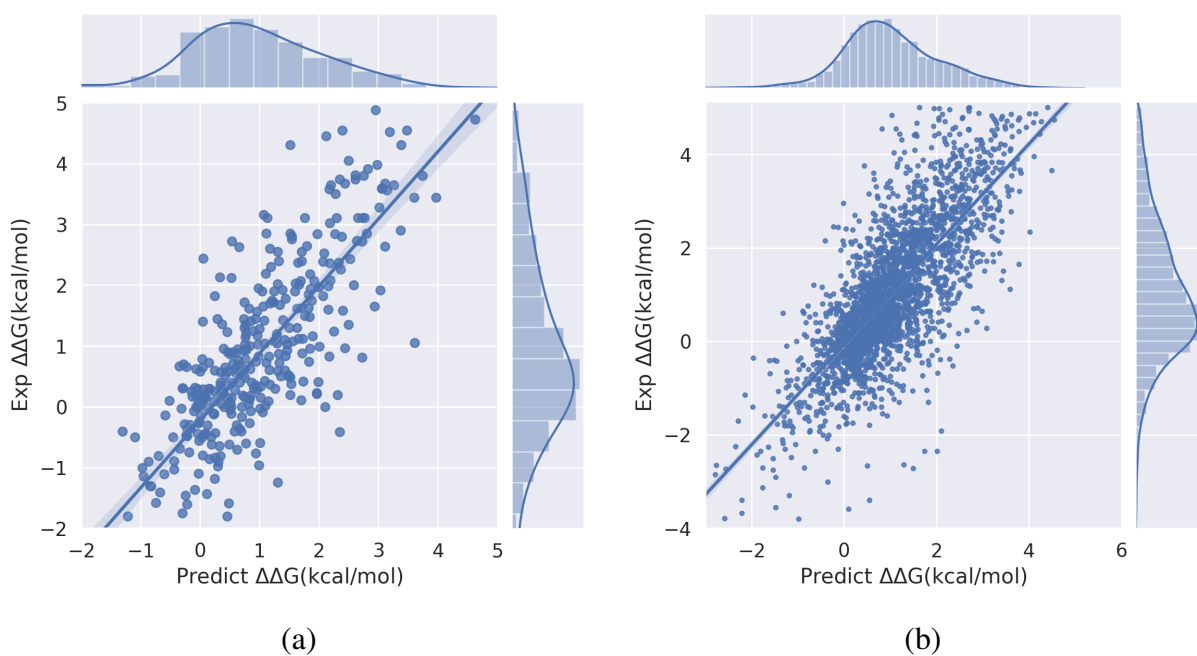 5
4
3
2
1
0
−1
−2
Exp ΔΔG(kcal/mol)
−2 −1 0 1 2 3 4 5
Predict ΔΔG(kcal/mol)
(a)
4
2
0
−2
−4
Exp ΔΔG(kcal/mol)
−2 0 2 4 6
Predict ΔΔG(kcal/mol)
(b)